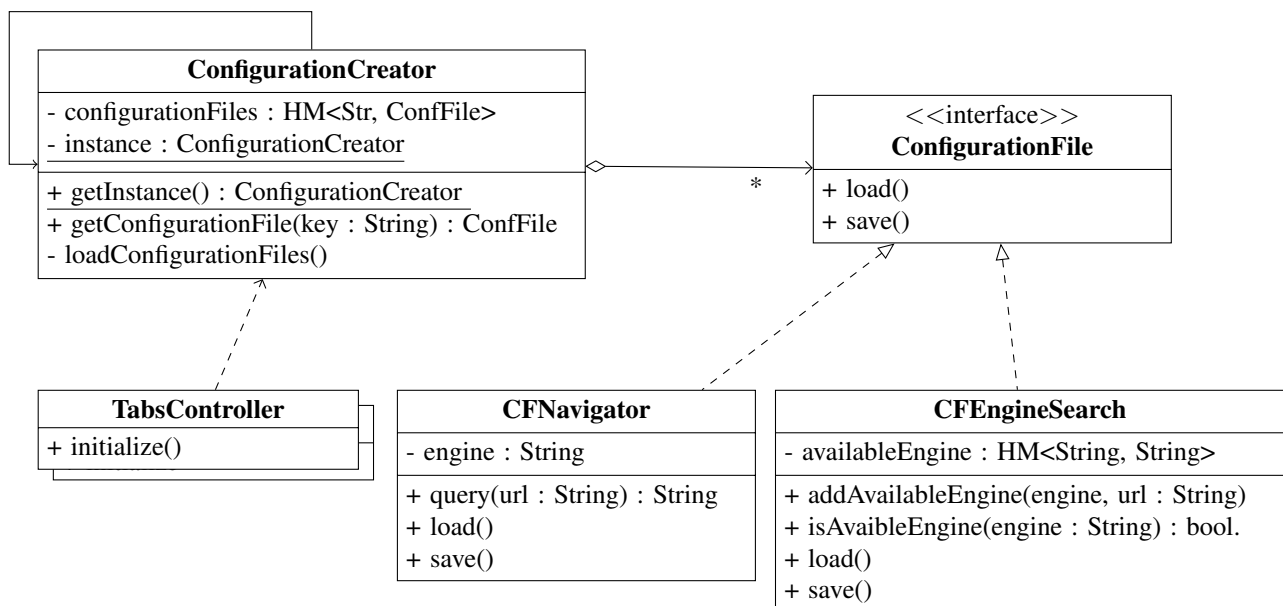 ConfigurationCreator
- configurationFiles : HM<Str, ConfFile>
- instance : ConfigurationCreator
+ getInstance() : ConfigurationCreator
+ getConfigurationFile(key : String) : ConfFile
- loadConfigurationFiles()
*
<<interface>>
ConfigurationFile
+ load()
+ save()
TabsController
+ initialize()
CFNavigator
- engine : String
+ query(url : String) : String
+ load()
+ save()
CFEngineSearch
- availableEngine : HM<String, String>
+ addAvailableEngine(engine, url : String)
+ isAvaibleEngine(engine : String) : bool.
+ load()
+ save()